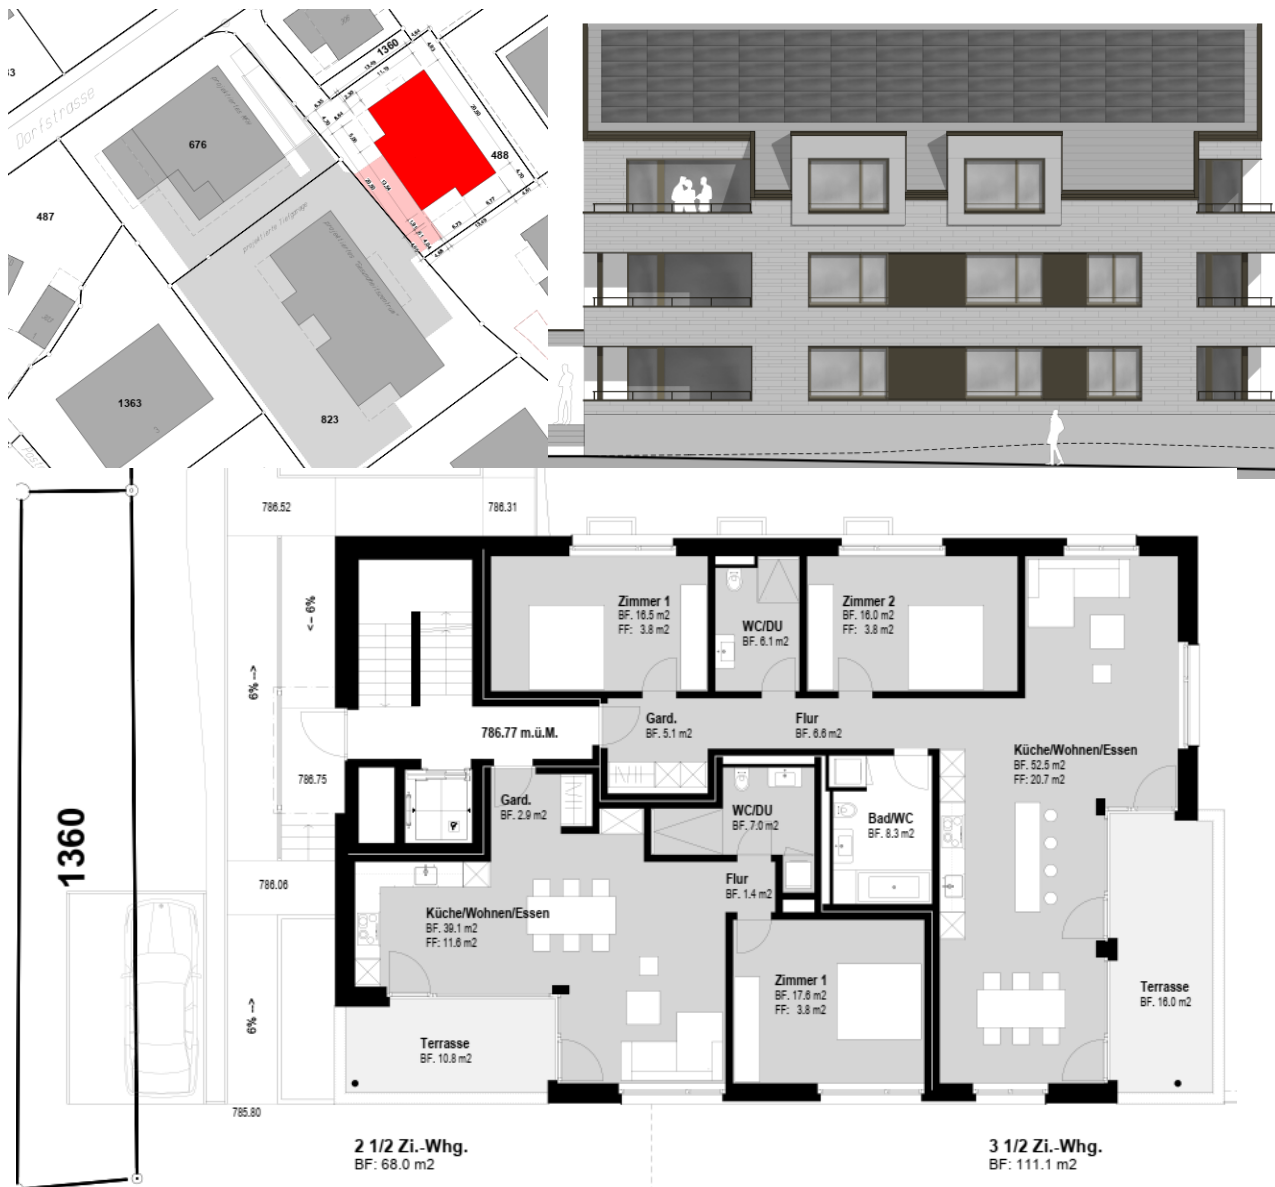 33
Dorfstrasse
676
487
1363
823
projektierte Tiefgarage
1360
488
786.52
786.31
<-- 6%
6% -->
786.75
786.06
6% -->
785.80
1360
786.77 m.ü.M.
Zimmer 1
BF. 16.5 m2
FF: 3.8 m2
WC/DU
BF. 6.1 m2
Zimmer 2
BF. 16.0 m2
FF: 3.8 m2
Gard.
BF. 5.1 m2
Flur
BF. 6.6 m2
Küche/Wohnen/Essen
BF. 52.5 m2
FF: 20.7 m2
Gard.
BF. 2.9 m2
WC/DU
BF. 7.0 m2
Bad/WC
BF. 8.3 m2
Flur
BF. 1.4 m2
Küche/Wohnen/Essen
BF. 39.1 m2
FF: 11.6 m2
Zimmer 1
BF. 17.6 m2
FF: 3.8 m2
Terrasse
BF. 16.0 m2
Terrasse
BF. 10.8 m2
2 1/2 Zi.-Whg.
BF: 68.0 m2
3 1/2 Zi.-Whg.
BF: 111.1 m2